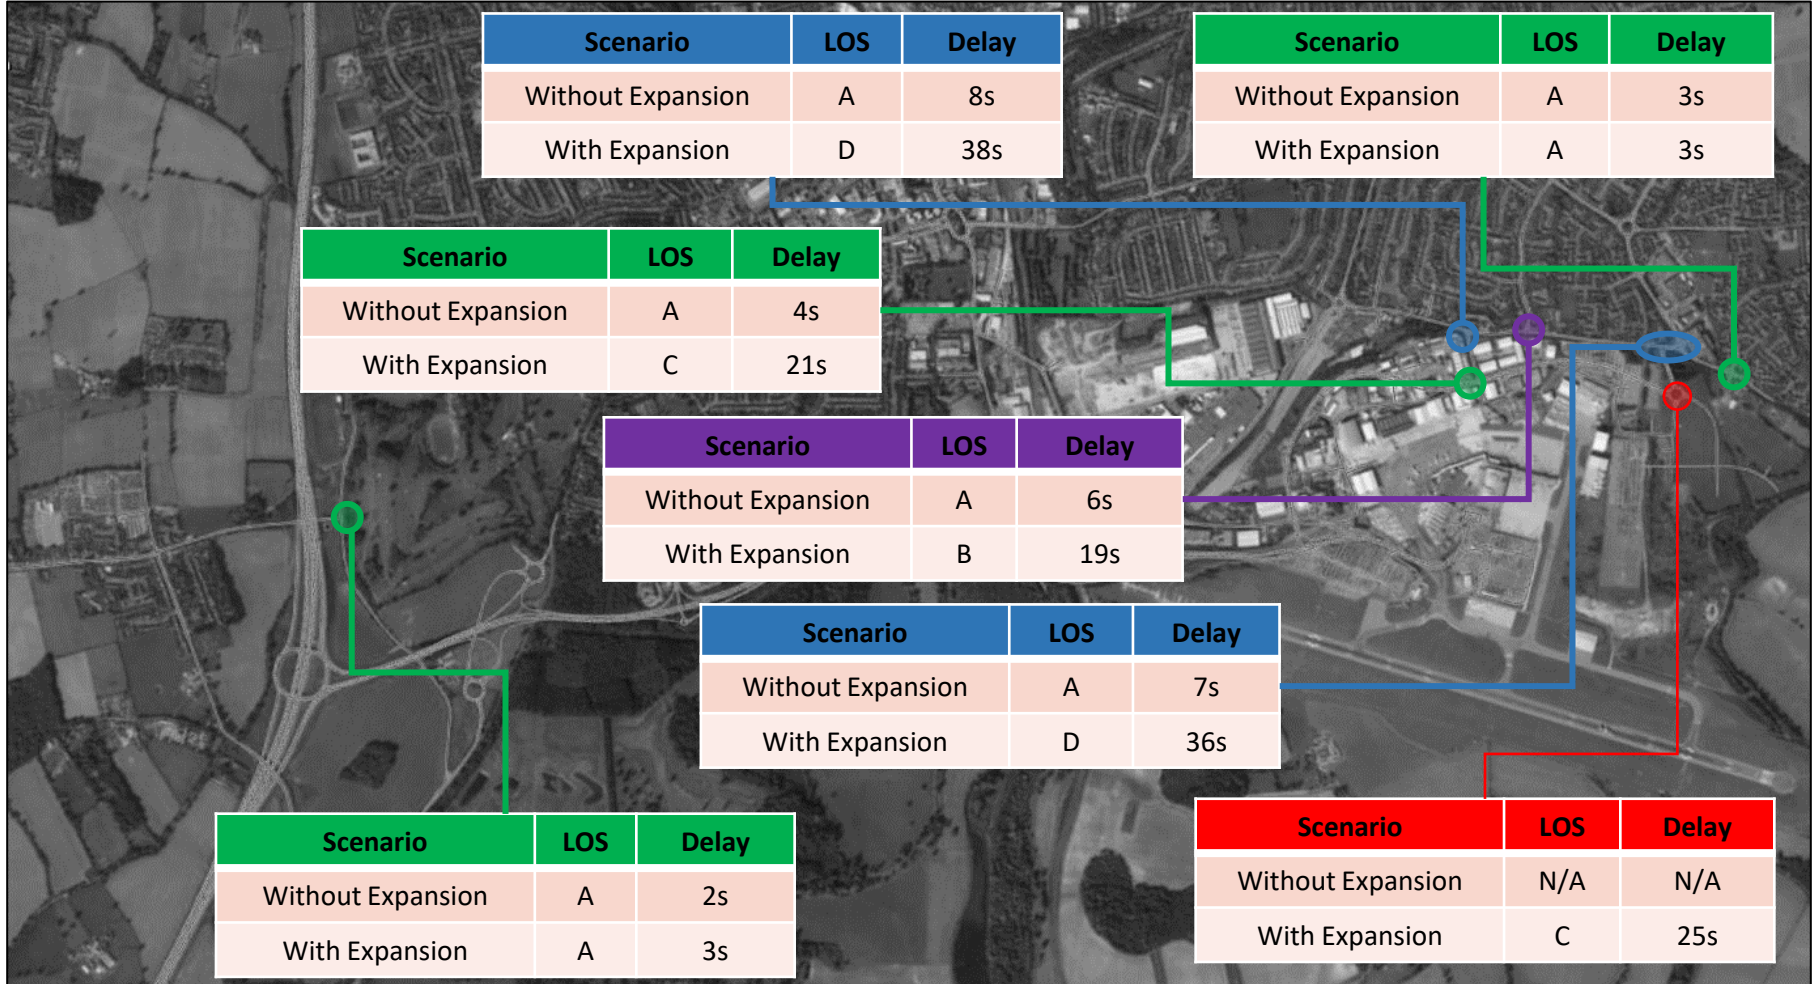 Scenario LOS Delay
Without Expansion A 8s
With Expansion D 38s
Scenario LOS Delay
Without Expansion A 3s
With Expansion A 3s
Scenario LOS Delay
Without Expansion A 4s
With Expansion C 21s
Scenario LOS Delay
Without Expansion A 6s
With Expansion B 19s
Scenario LOS Delay
Without Expansion A 7s
With Expansion D 36s
Scenario LOS Delay
Without Expansion A 2s
With Expansion A 3s
Scenario LOS Delay
Without Expansion N/A N/A
With Expansion C 25s